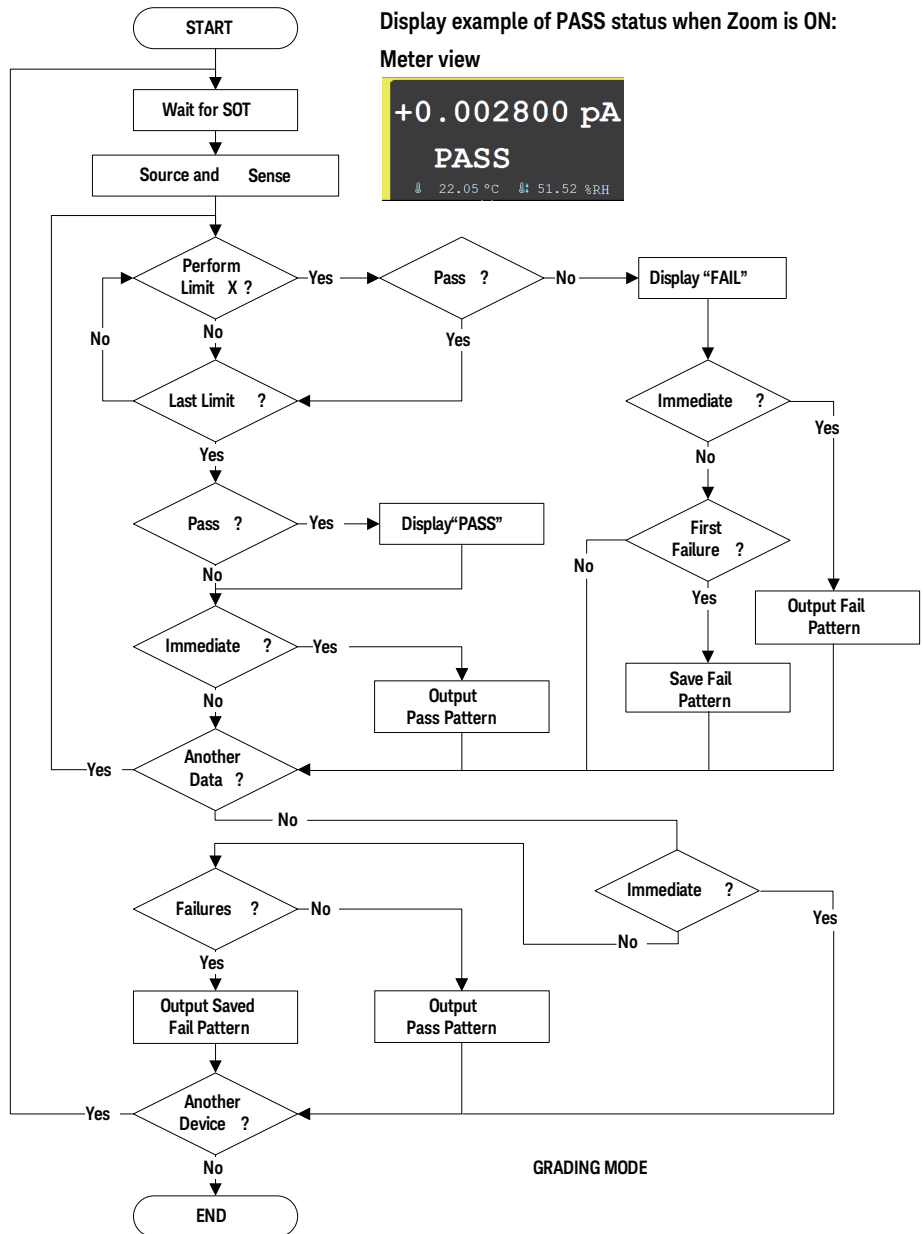 START
Display example of PASS status when Zoom is ON:
Meter view
+0.002800 pA
PASS
22.05 °C 51.52 %RH
Wait for SOT
Source and Sense
Perform
Limit X ?
Yes
Pass ?
No
Display "FAIL"
No
No
Yes
Last Limit ?
Immediate ?
Yes
Yes
No
Pass ?
Yes
Display"PASS"
First
Failure ?
No
No
Yes
Immediate ?
Yes
Output Fail
Pattern
No
Output
Pass Pattern
Save Fail
Pattern
Another
Data ?
Yes
No
Immediate ?
Yes
No
Failures ?
No
Yes
Output Saved
Fail Pattern
Output
Pass Pattern
Another
Device ?
Yes
No
GRADING MODE
END